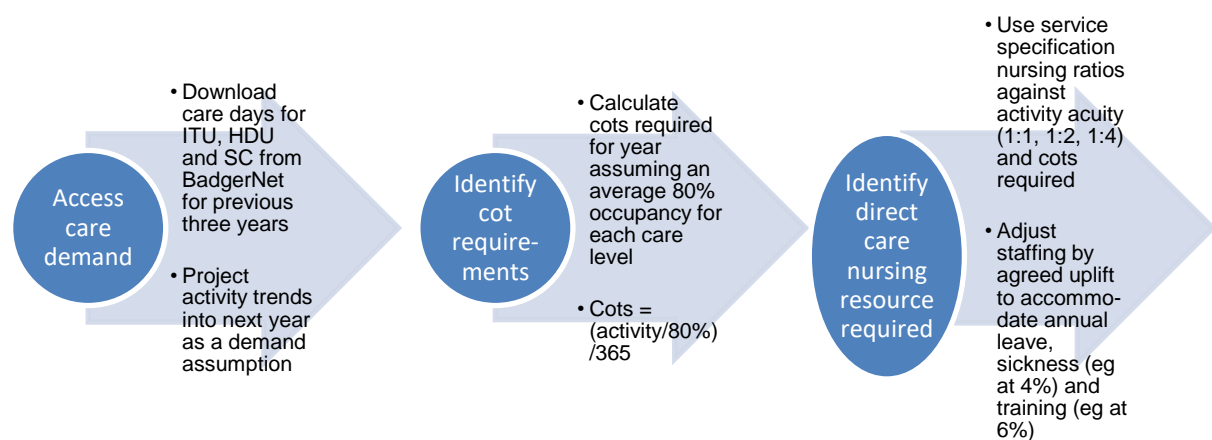 Access
care
demand
• Download
care days for
ITU, HDU
and SC from
BadgerNet
for previous
three years
• Project
activity trends
into next year
as a demand
assumption
Identify
cot
require-
ments
• Calculate
cots required
for year
assuming an
average 80%
occupancy for
each care
level
• Cots =
(activity/80%)
/365
Identify
direct
care
nursing
resource
required
• Use service
specification
nursing ratios
against
activity acuity
(1:1, 1:2, 1:4)
and cots
required
• Adjust
staffing by
agreed uplift
to accommo-
date annual
leave,
sickness (eg
at 4%) and
training (eg at
6%)